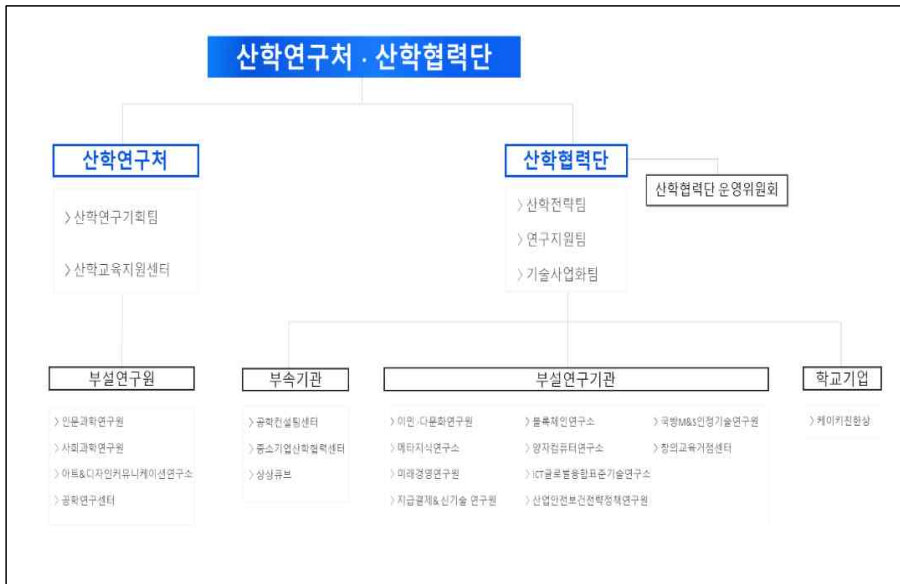 산학연구처 · 산학협력단
산학연구처
산학협력단
산학협력단 운영위원회
> 산학연구기획팀
> 산학교육지원센터
> 산학전략팀
> 연구지원팀
> 기술사업화팀
부설연구원
부속기관
부설연구기관
학교기업
> 인문과학연구원
> 사회과학연구원
> 아트&디자인커뮤니케이션연구소
> 공학연구센터
> 공학컨설팅센터
> 중소기업산학협력센터
> 상상큐브
> 이민·다문화연구원
> 메타지식연구소
> 미래경영연구원
> 지급결제&신기술 연구원
> 블록체인연구소
> 양자컴퓨터연구소
> ICT글로벌융합표준기술연구소
> 산업안전보건전략정책연구원
> 국방M&S인정기술연구원
> 창의교육거점센터
> 케이키친한상